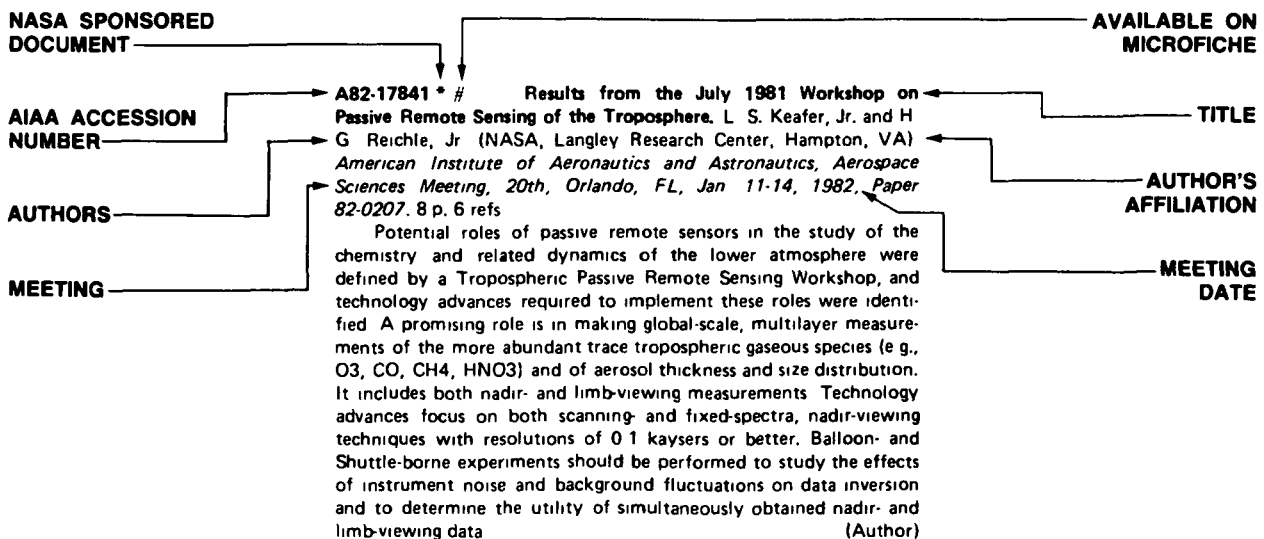 NASA SPONSORED
DOCUMENT
AVAILABLE ON
MICROFICHE
AIAA ACCESSION
NUMBER
TITLE
AUTHORS
AUTHOR'S
AFFILIATION
MEETING
MEETING
DATE
A82-17841 * # Results from the July 1981 Workshop on
Passive Remote Sensing of the Troposphere. L S. Keafer, Jr. and H
G Reichle, Jr (NASA, Langley Research Center, Hampton, VA)
American Institute of Aeronautics and Astronautics, Aerospace
Sciences Meeting, 20th, Orlando, FL, Jan 11-14, 1982, Paper
82-0207. 8 p. 6 refs
Potential roles of passive remote sensors in the study of the
chemistry and related dynamics of the lower atmosphere were
defined by a Tropospheric Passive Remote Sensing Workshop, and
technology advances required to implement these roles were identi-
fied A promising role is in making global-scale, multilayer measure-
ments of the more abundant trace tropospheric gaseous species (e g.,
O3, CO, CH4, HNO3) and of aerosol thickness and size distribution.
It includes both nadir- and limb-viewing measurements Technology
advances focus on both scanning- and fixed-spectra, nadir-viewing
techniques with resolutions of 0 1 kaysers or better. Balloon- and
Shuttle-borne experiments should be performed to study the effects
of instrument noise and background fluctuations on data inversion
and to determine the utility of simultaneously obtained nadir- and
limb-viewing data (Author)